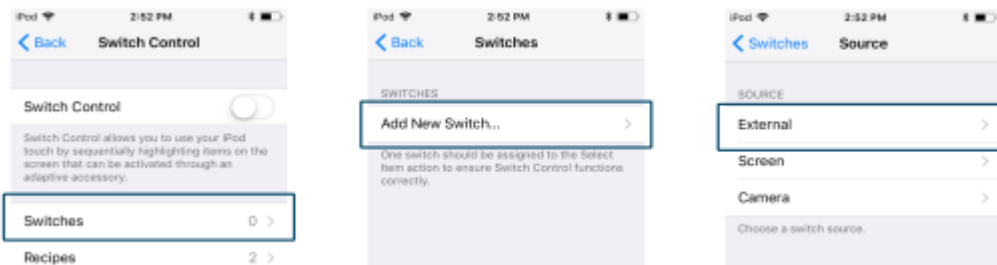 iPod 2:52 PM
Back Switch Control
Switch Control
Switch Control allows you to use your iPod
touch by sequentially highlighting items on the
screen that can be activated through an
adaptive accessory.
Switches 0
Recipes 2
iPod 2:52 PM
Back Switches
SWITCHES
Add New Switch...
One switch should be assigned to the Select
Item action to ensure Switch Control functions
correctly.
iPod 2:52 PM
Switches Source
SOURCE
External
Screen
Camera
Choose a switch source.